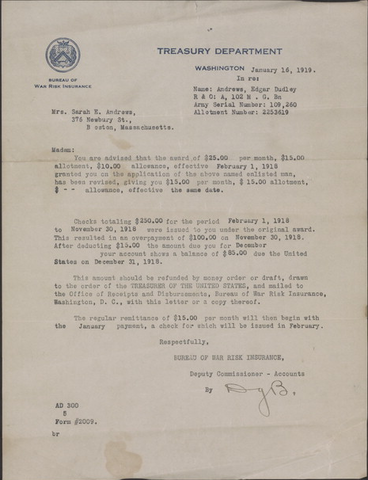 TREASURY DEPARTMENT
WASHINGTON
January 16, 1919.
BUREAU OF
WAR RISK INSURANCE
In re:
Name: Andrews, Edgar Dudley
R & O: A, 102 M . G. Bn
Army Serial Number: 109,260
Allotment Number: 2253619
Mrs. Sarah E. Andrews,
376 Newbury St.,
B oston, Massachusetts.
Madam:
You are advised that the award of $25.00 per month, $15.00
allotment, $10.00 allowance, effective February 1, 1918
granted you on the application of the above named enlisted man,
has been revised, giving you $15.00 per month, $ 15.00 allotment,
$ - - allowance, effective the same date.
Checks totaling $250.00 for the period February 1, 1918
to November 30, 1918 were issued to you under the original award.
This resulted in an overpayment of $100.00 on November 30, 1918.
After deducting $15.00 the amount due you for December
your account shows a balance of $85.00 due the United
States on December 31, 1918.
This amount should be refunded by money order or draft, drawn
to the order of the TREASURER OF THE UNITED STATES, and mailed to
the Office of Receipts and Disbursements, Bureau of War Risk Insurance,
Washington, D. C., with this letter or a copy thereof.
The regular remittance of $15.00 per month will then begin with
the January payment, a check for which will be issued in February.
Respectfully,
BUREAU OF WAR RISK INSURANCE,
Deputy Commissioner - Accounts
By
AD 300
8
Form #2009.